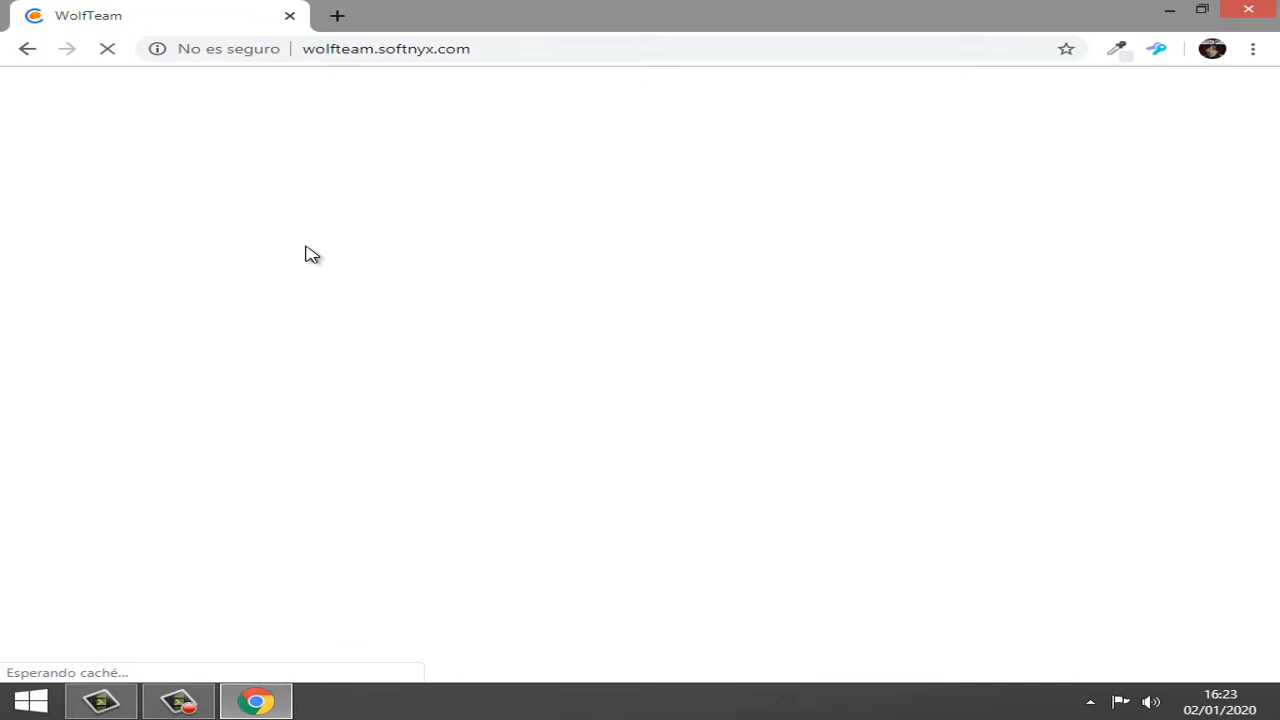 WolfTeam
No es seguro
wolfteam.softnyx.com
Esperando caché...
16:23
02/01/2020